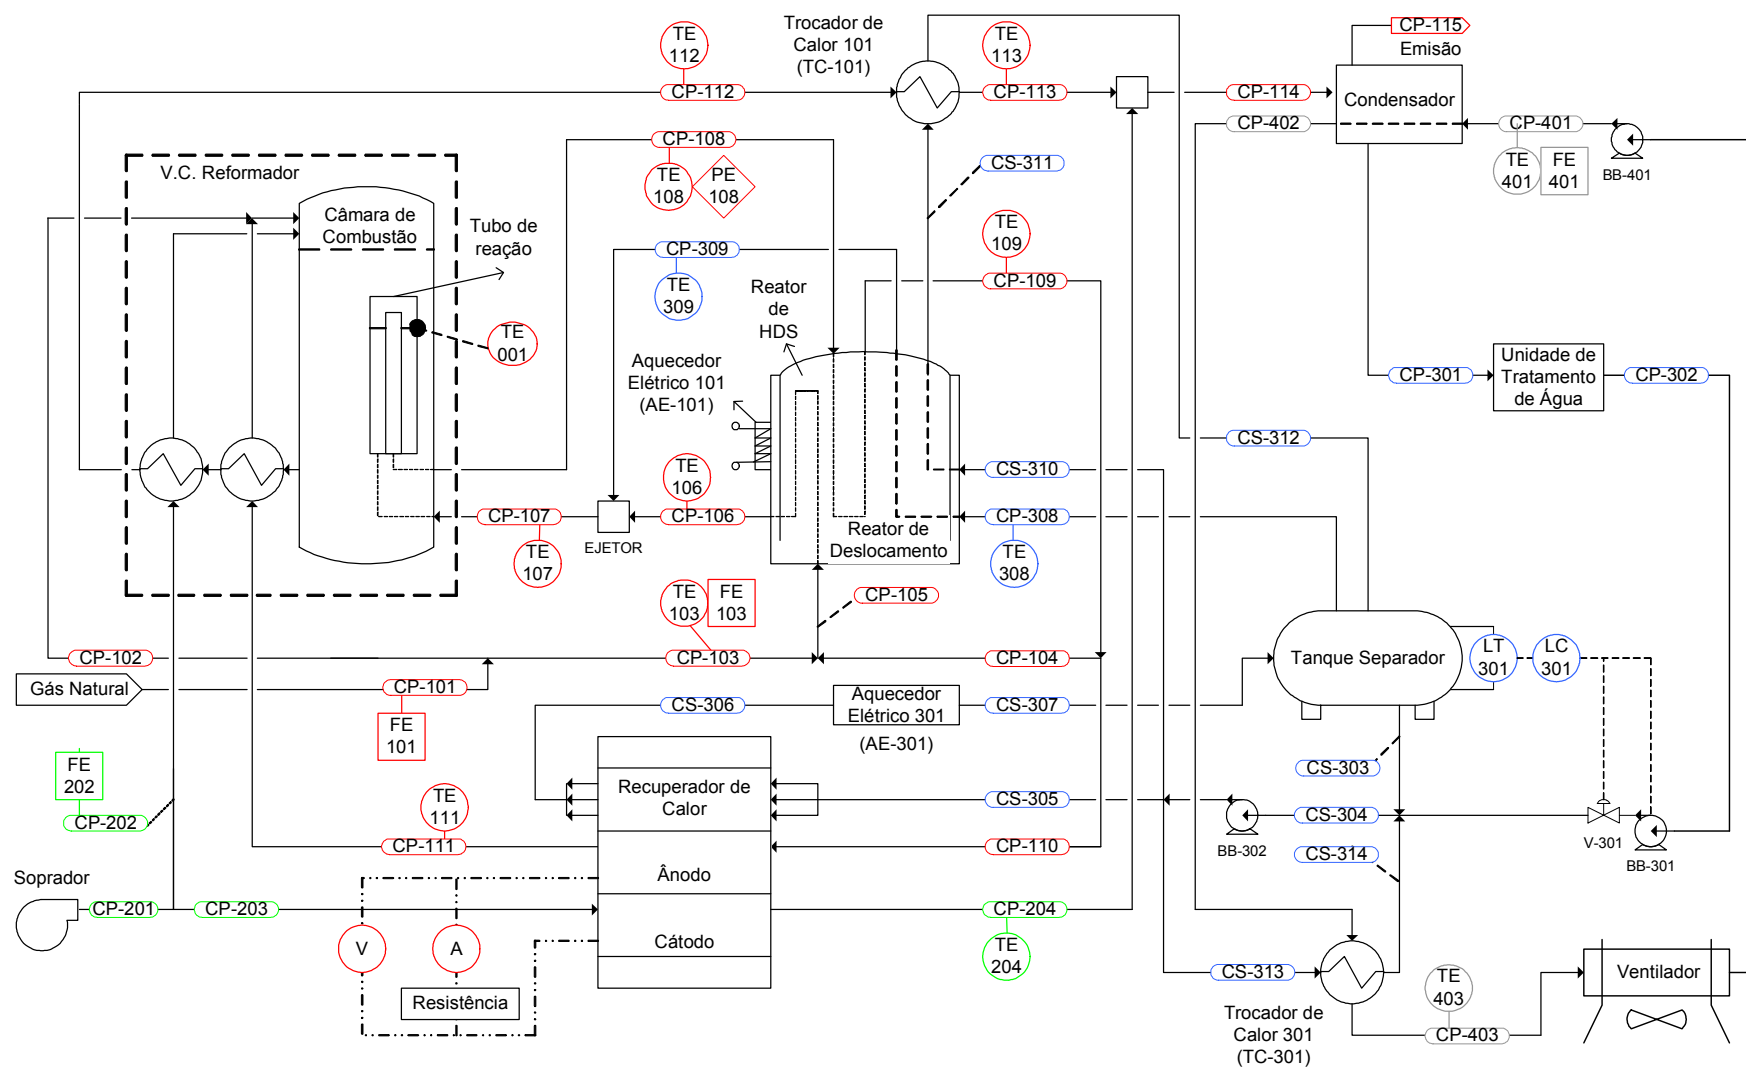 TE
112
CP-112
Trocador de
Calor 101
(TC-101)
TE
113
CP-113
CP-114
CP-115
Emissão
Condensador
CP-402
CP-401
TE
401
FE
401
BB-401
V.C. Reformador
CP-108
TE
108
PE
108
CS-311
Câmara de
Combustão
Tubo de
reação
CP-309
TE
309
TE
109
CP-109
Reator
de
HDS
TE
001
Aquecedor
Elétrico 101
(AE-101)
CP-301
Unidade de
Tratamento
de Água
CP-302
CS-312
TE
106
CP-106
CS-310
CP-107
TE
107
EJETOR
Reator de
Deslocamento
CP-308
TE
308
TE
103
FE
103
CP-105
CP-102
CP-103
CP-104
Tanque Separador
LT
301
LC
301
Gás Natural
CP-101
FE
101
CS-306
Aquecedor
Elétrico 301
(AE-301)
CS-307
FE
202
CP-202
Recuperador de
Calor
CS-305
CS-303
CS-304
BB-302
V-301
BB-301
TE
111
CP-111
CP-110
CS-314
Ânodo
Soprador
CP-201
CP-203
CP-204
TE
204
V
A
Cátodo
Resistência
CS-313
Trocador de
Calor 301
(TC-301)
TE
403
CP-403
Ventilador